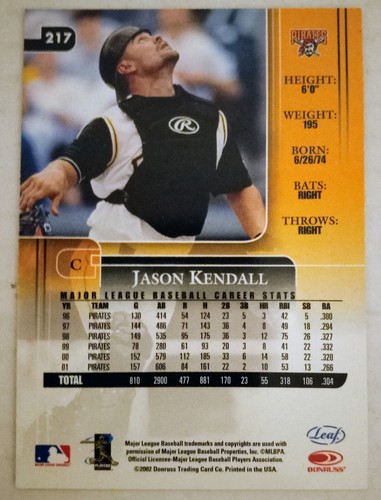 217
PIRATES
HEIGHT:
6'0"
WEIGHT:
195
BORN:
6/26/74
BATS:
RIGHT
THROWS:
RIGHT
R
C
JASON KENDALL
MAJOR LEAGUE BASEBALL CAREER STATS
YR TEAM G AB R H 2B 3B HR RBI SB BA
96 PIRATES 130 414 54 124 23 5 3 42 5 .300
97 PIRATES 144 486 71 143 36 4 8 49 18 .294
98 PIRATES 149 535 95 175 36 3 12 75 26 .327
99 PIRATES 78 280 61 93 20 3 8 41 22 .332
00 PIRATES 152 579 112 185 33 6 14 58 22 .320
01 PIRATES 157 606 84 161 22 2 10 53 13 .266
TOTAL 810 2900 477 881 170 23 55 318 106 .304
Major League Baseball trademarks and copyrights are used with
permission of Major League Baseball Properties, Inc. ©MLBPA.
Official Licensee-Major League Baseball Players Association.
©2002 Donruss Trading Card Co. Printed in the USA.
Leaf
DONRUSS